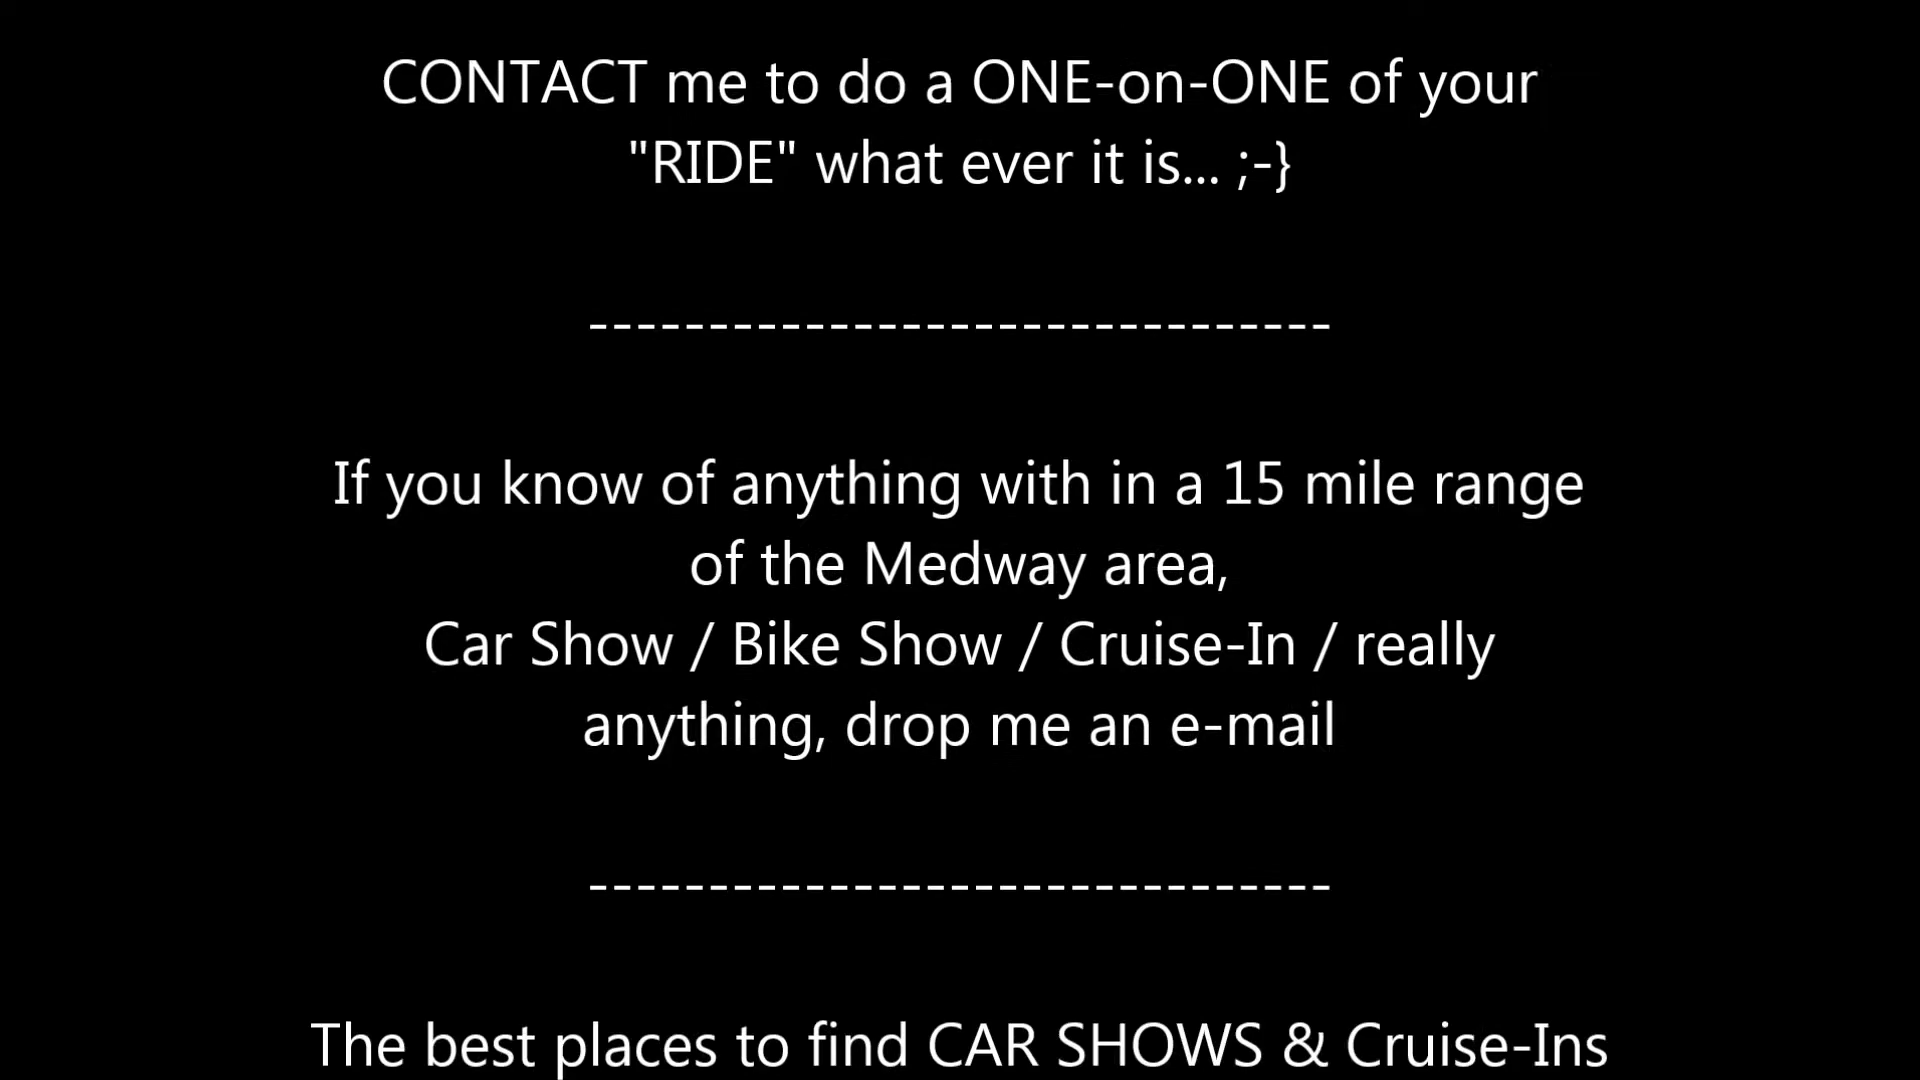 CONTACT me to do a ONE-on-ONE of your
"RIDE" what ever it is... ;-}
-------------------------------
If you know of anything with in a 15 mile range
of the Medway area,
Car Show / Bike Show / Cruise-In / really
anything, drop me an e-mail
-------------------------------
The best places to find CAR SHOWS & Cruise-Ins